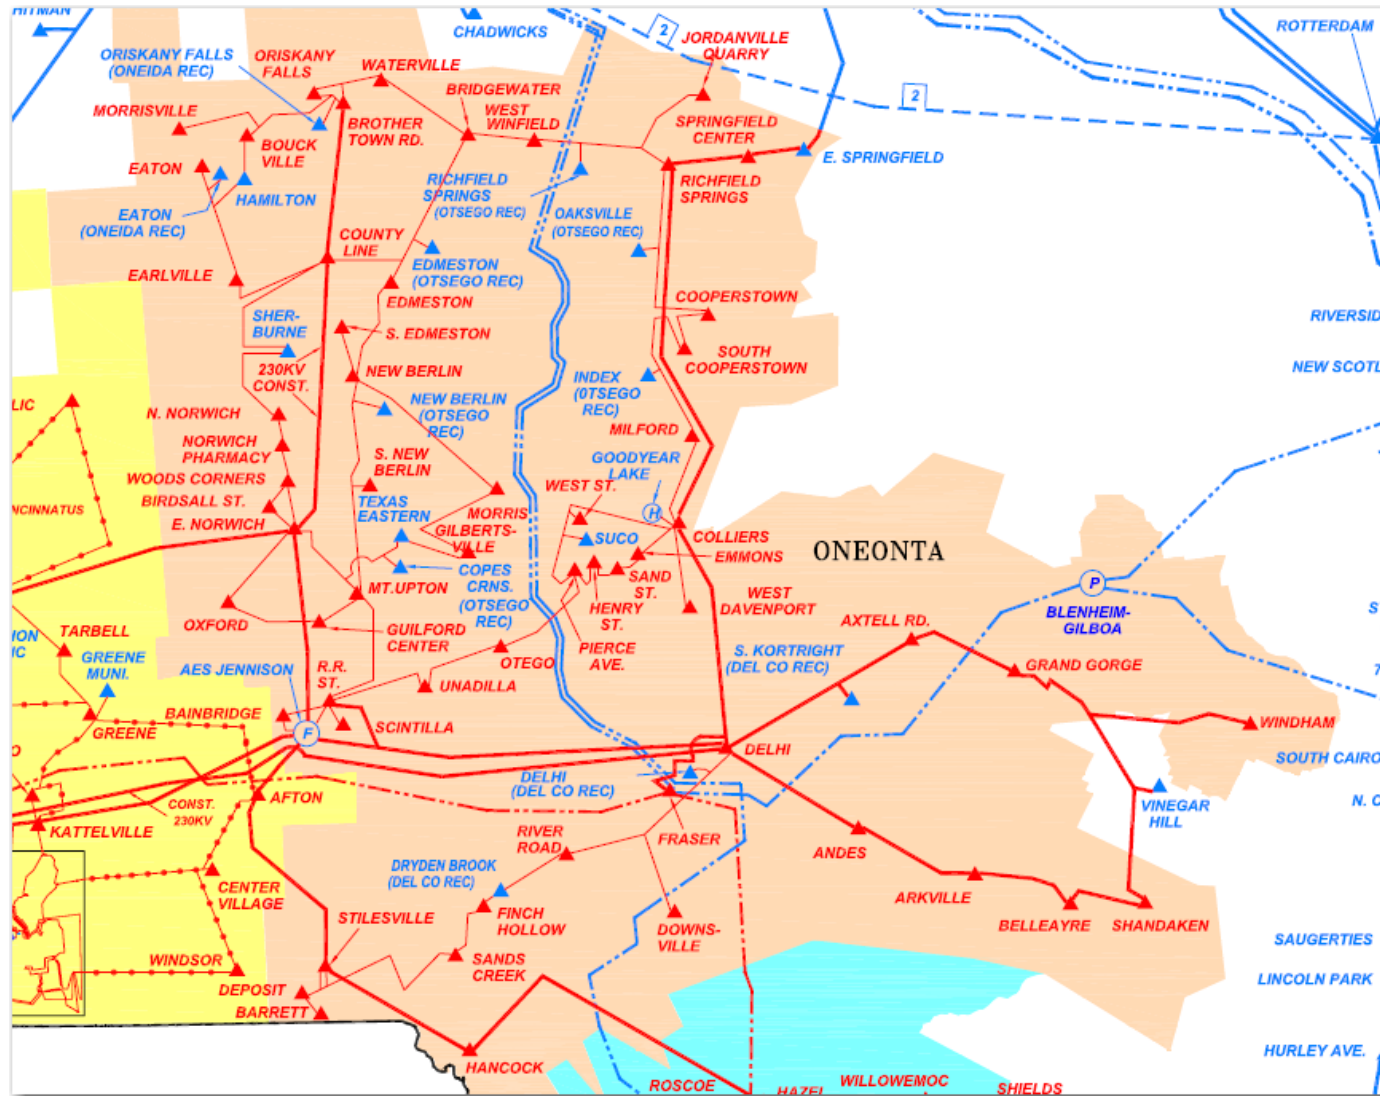 HITMAN
CHADWICKS
2
ROTTERDAM
JORDANVILLE
QUARRY
ORISKANY FALLS
(ONEIDA REC)
ORISKANY
FALLS
WATERVILLE
BRIDGEWATER
2
MORRISVILLE
WEST
WINFIELD
SPRINGFIELD
CENTER
BROTHER
TOWN RD.
BOUCK
VILLE
E. SPRINGFIELD
EATON
HAMILTON
RICHFIELD
SPRINGS
(OTSEGO REC)
RICHFIELD
SPRINGS
EATON
(ONEIDA REC)
OAKSVILLE
(OTSEGO REC)
COUNTY
LINE
EARLVILLE
EDMESTON
(OTSEGO REC)
EDMESTON
COOPERSTOWN
SHER-
BURNE
S. EDMESTON
RIVERSID
SOUTH
COOPERSTOWN
230KV
CONST.
NEW BERLIN
INDEX
(OTSEGO
REC)
NEW SCOTL
LIC
N. NORWICH
NEW BERLIN
(OTSEGO
REC)
MILFORD
NORWICH
PHARMACY
S. NEW
BERLIN
GOODYEAR
LAKE
WOODS CORNERS
WEST ST.
NCINNATUS
BIRDSALL ST.
TEXAS
EASTERN
MORRIS
H
E. NORWICH
GILBERTS-
VILLE
SUCO
COLLIERS
EMMONS
ONEONTA
MT.UPTON
COPES
CRNS.
(OTSEGO
REC)
SAND
ST.
P
WEST
DAVENPORT
HENRY
ST.
BLENHEIM-
GILBOA
S
OXFORD
GUILFORD
CENTER
AXTELL RD.
ION
IC
TARBELL
GREENE
MUNI.
AES JENNISON
R.R.
ST.
OTEGO
PIERCE
AVE.
S. KORTRIGHT
(DEL CO REC)
GRAND GORGE
7
UNADILLA
BAINBRIDGE
GREENE
F
SCINTILLA
WINDHAM
O
DELHI
SOUTH CAIRO
DELHI
(DEL CO REC)
CONST.
230KV
AFTON
VINEGAR
HILL
N. C
KATTELVILLE
RIVER
ROAD
FRASER
ANDES
DRYDEN BROOK
(DEL CO REC)
CENTER
VILLAGE
ARKVILLE
STILESVILLE
FINCH
HOLLOW
DOWNS-
VILLE
BELLEAYRE
SHANDAKEN
SAUGERTIES
WINDSOR
SANDS
CREEK
LINCOLN PARK
DEPOSIT
BARRETT
HURLEY AVE.
HANCOCK
ROSCOE
HAZEL
WILLOWEMOC
SHIELDS